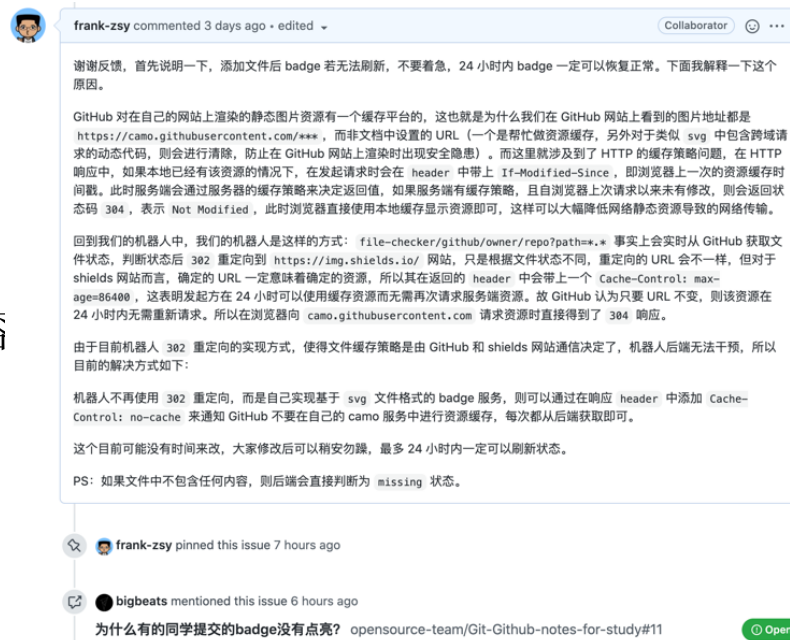 frank-zsy commented 3 days ago • edited
Collaborator
谢谢反馈，首先说明一下，添加文件后 badge 若无法刷新，不要着急，24 小时内 badge 一定可以恢复正常。下面我解释一下这个
原因。
GitHub 对在自己的网站上渲染的静态图片资源有一个缓存平台的，这也就是为什么我们在 GitHub 网站上看到的图片地址都是
https://camo.githubusercontent.com/*** ，而非文档中设置的 URL（一个是帮忙做资源缓存，另外对于类似 svg 中包含跨域请
求的动态代码，则会进行清除，防止在 GitHub 网站上渲染时出现安全隐患）。而这里就涉及到了 HTTP 的缓存策略问题，在 HTTP
响应中，如果本地已经有该资源的情况下，在发起请求时会在 header 中带上 If-Modified-Since ，即浏览器上一次的资源缓存时
间戳。此时服务端会通过服务器的缓存策略来决定返回值，如果服务端有缓存策略，且自浏览器上次请求以来未有修改，则会返回状
态码 304 ，表示 Not Modified ，此时浏览器直接使用本地缓存显示资源即可，这样可以大幅降低网络静态资源导致的网络传输。
回到我们的机器人中，我们的机器人是这样的方式： file-checker/github/owner/repo?path=*.* 事实上会实时从 GitHub 获取文
件状态，判断状态后 302 重定向到 https://img.shields.io/ 网站，只是根据文件状态不同，重定向的 URL 会不一样，但对于
shields 网站而言，确定的 URL 一定意味着确定的资源，所以其在返回的 header 中会带上一个 Cache-Control: max-
age=86400 ，这表明发起方在 24 小时可以使用缓存资源而无需再次请求服务端资源。故 GitHub 认为只要 URL 不变，则该资源在
24 小时内无需重新请求。所以在浏览器向 camo.githubusercontent.com 请求资源时直接得到了 304 响应。
由于目前机器人 302 重定向的实现方式，使得文件缓存策略是由 GitHub 和 shields 网站通信决定了，机器人后端无法干预，所以
目前的解决方式如下：
机器人不再使用 302 重定向，而是自己实现基于 svg 文件格式的 badge 服务，则可以通过在响应 header 中添加 Cache-
Control: no-cache 来通知 GitHub 不要在自己的 camo 服务中进行资源缓存，每次都从后端获取即可。
这个目前可能没有时间来改，大家修改后可以稍安勿躁，最多 24 小时内一定可以刷新状态。
PS：如果文件中不包含任何内容，则后端会直接判断为 missing 状态。
frank-zsy pinned this issue 7 hours ago
bigbeats mentioned this issue 6 hours ago
为什么有的同学提交的badge没有点亮？ opensource-team/Git-Github-notes-for-study#11
Open